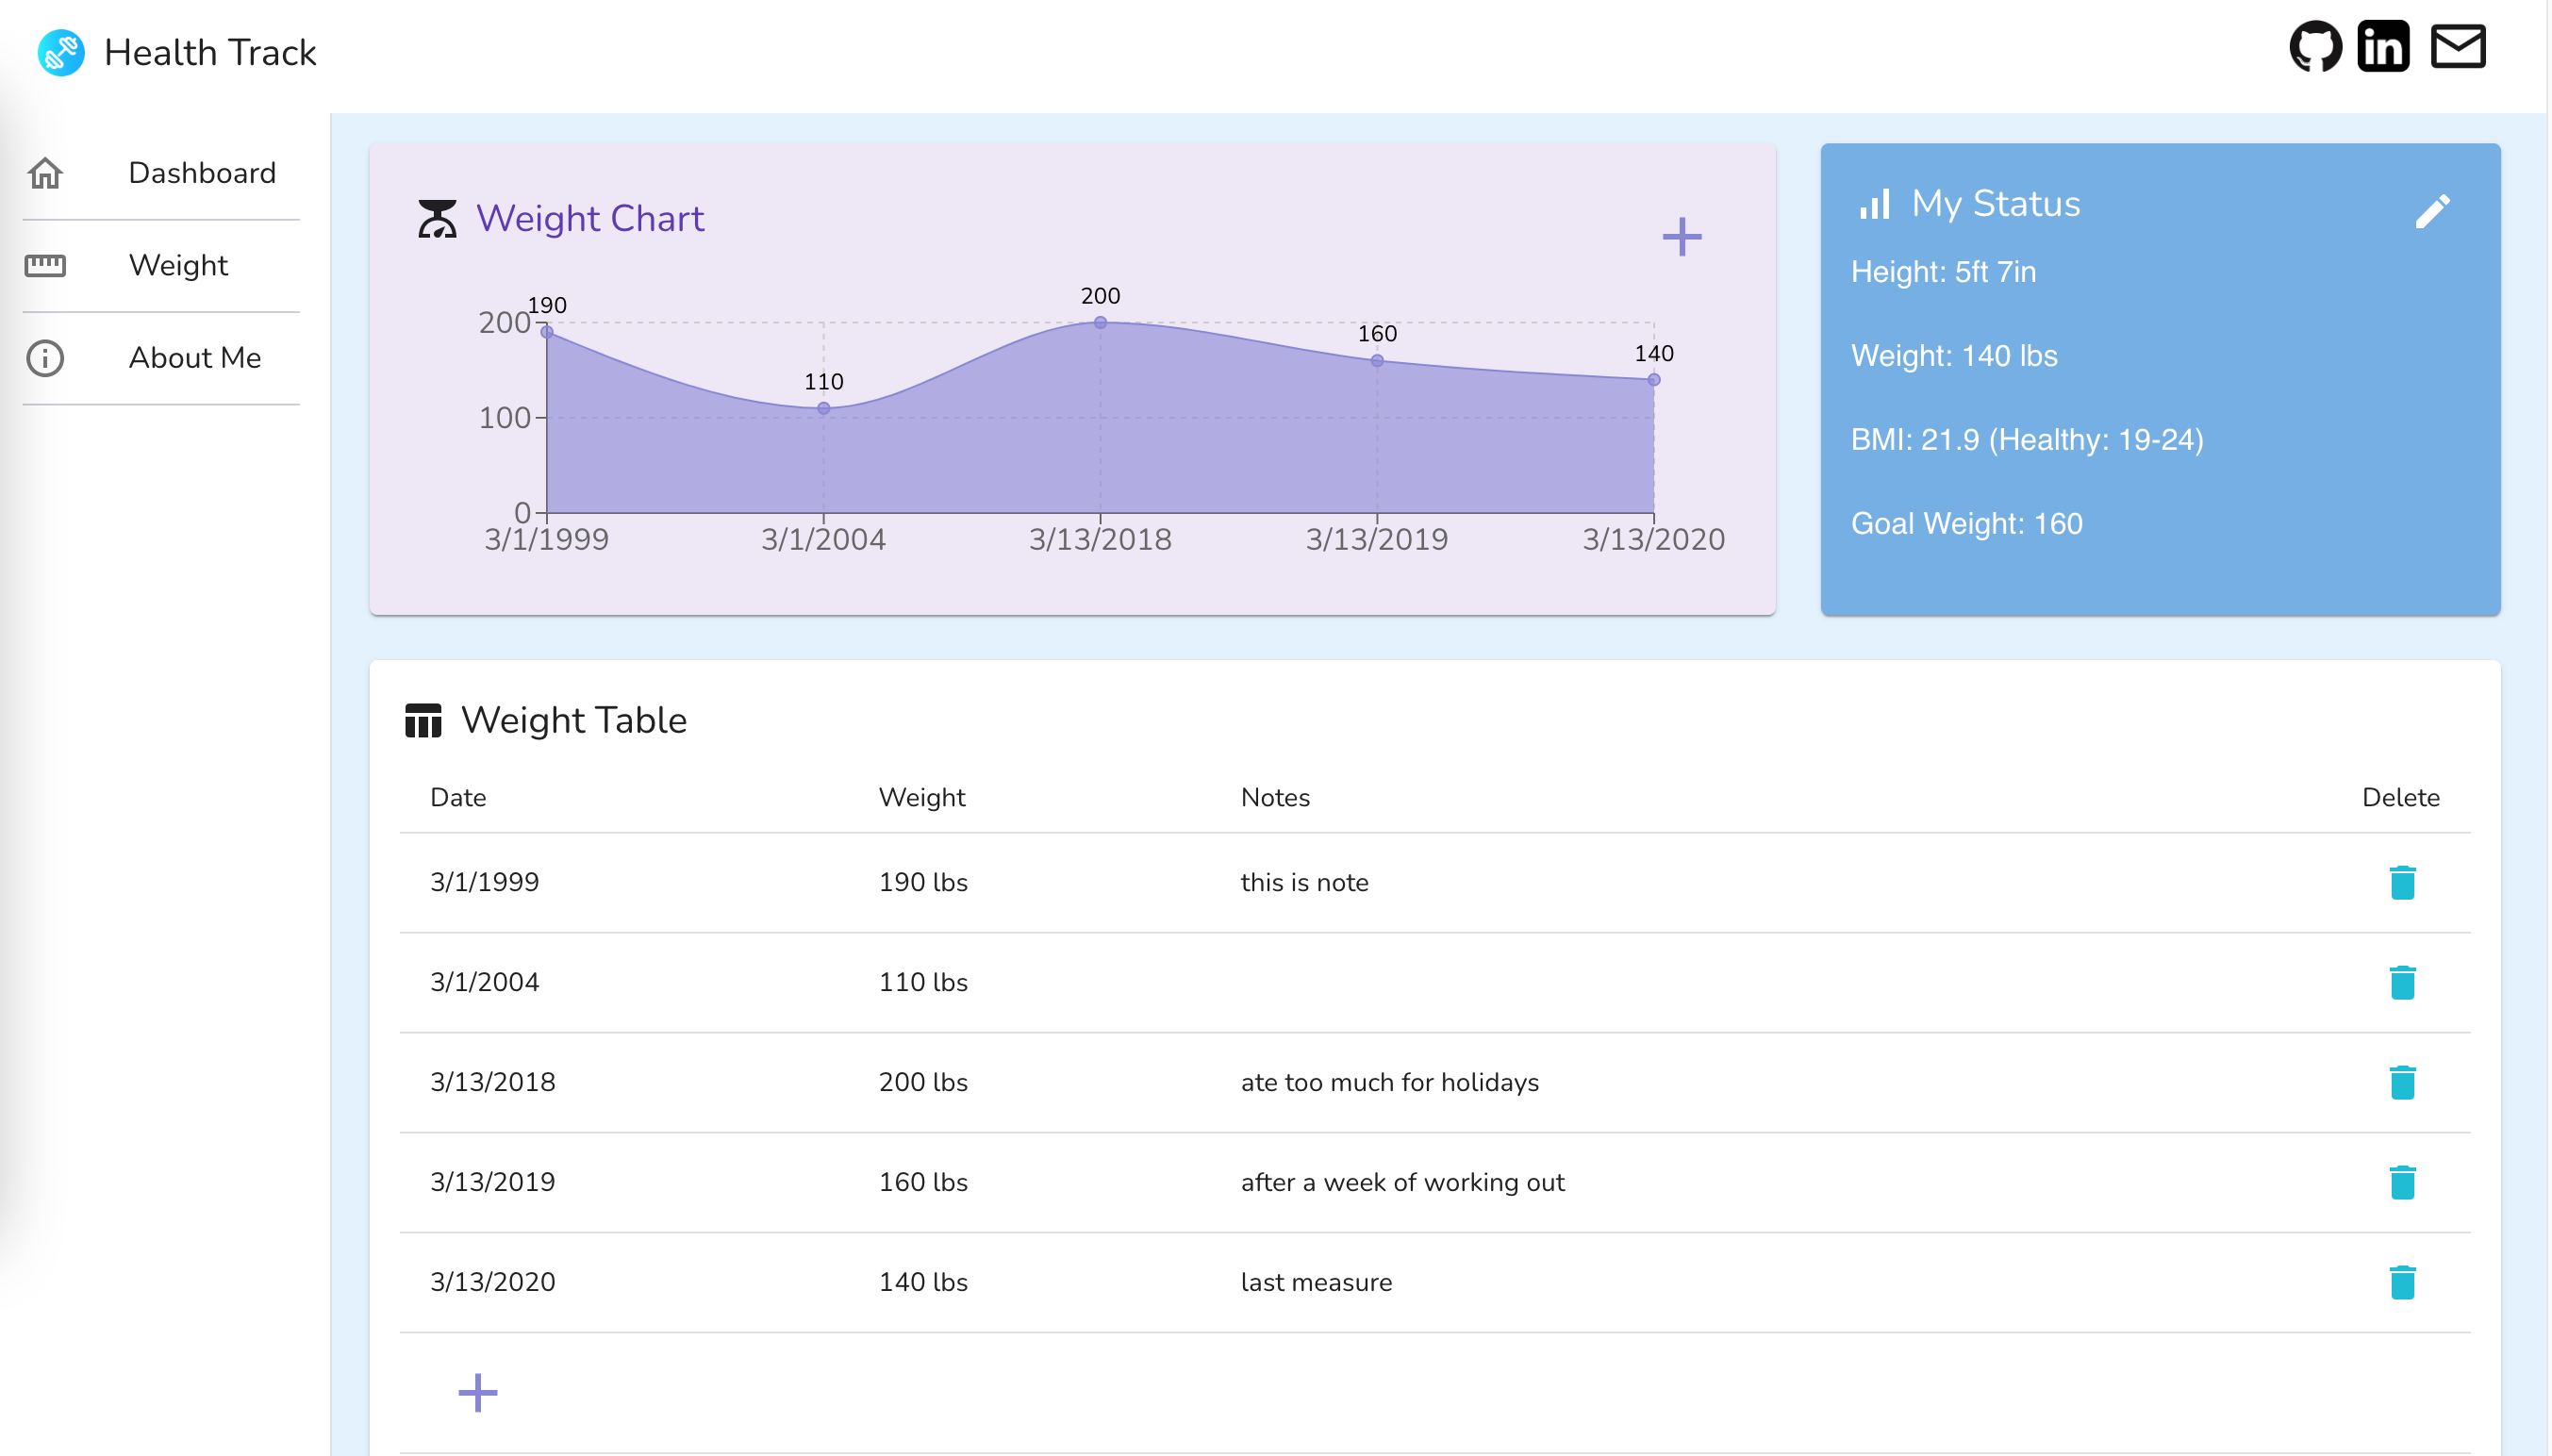 Health Track
in
Dashboard
Weight
About Me
Weight Chart
200
100
0
190
110
200
160
140
3/1/1999 3/1/2004 3/13/2018 3/13/2019 3/13/2020
My Status
Height: 5ft 7in
Weight: 140 lbs
BMI: 21.9 (Healthy: 19-24)
Goal Weight: 160
Weight Table
Date Weight Notes Delete
3/1/1999 190 lbs this is note
3/1/2004 110 lbs
3/13/2018 200 lbs ate too much for holidays
3/13/2019 160 lbs after a week of working out
3/13/2020 140 lbs last measure